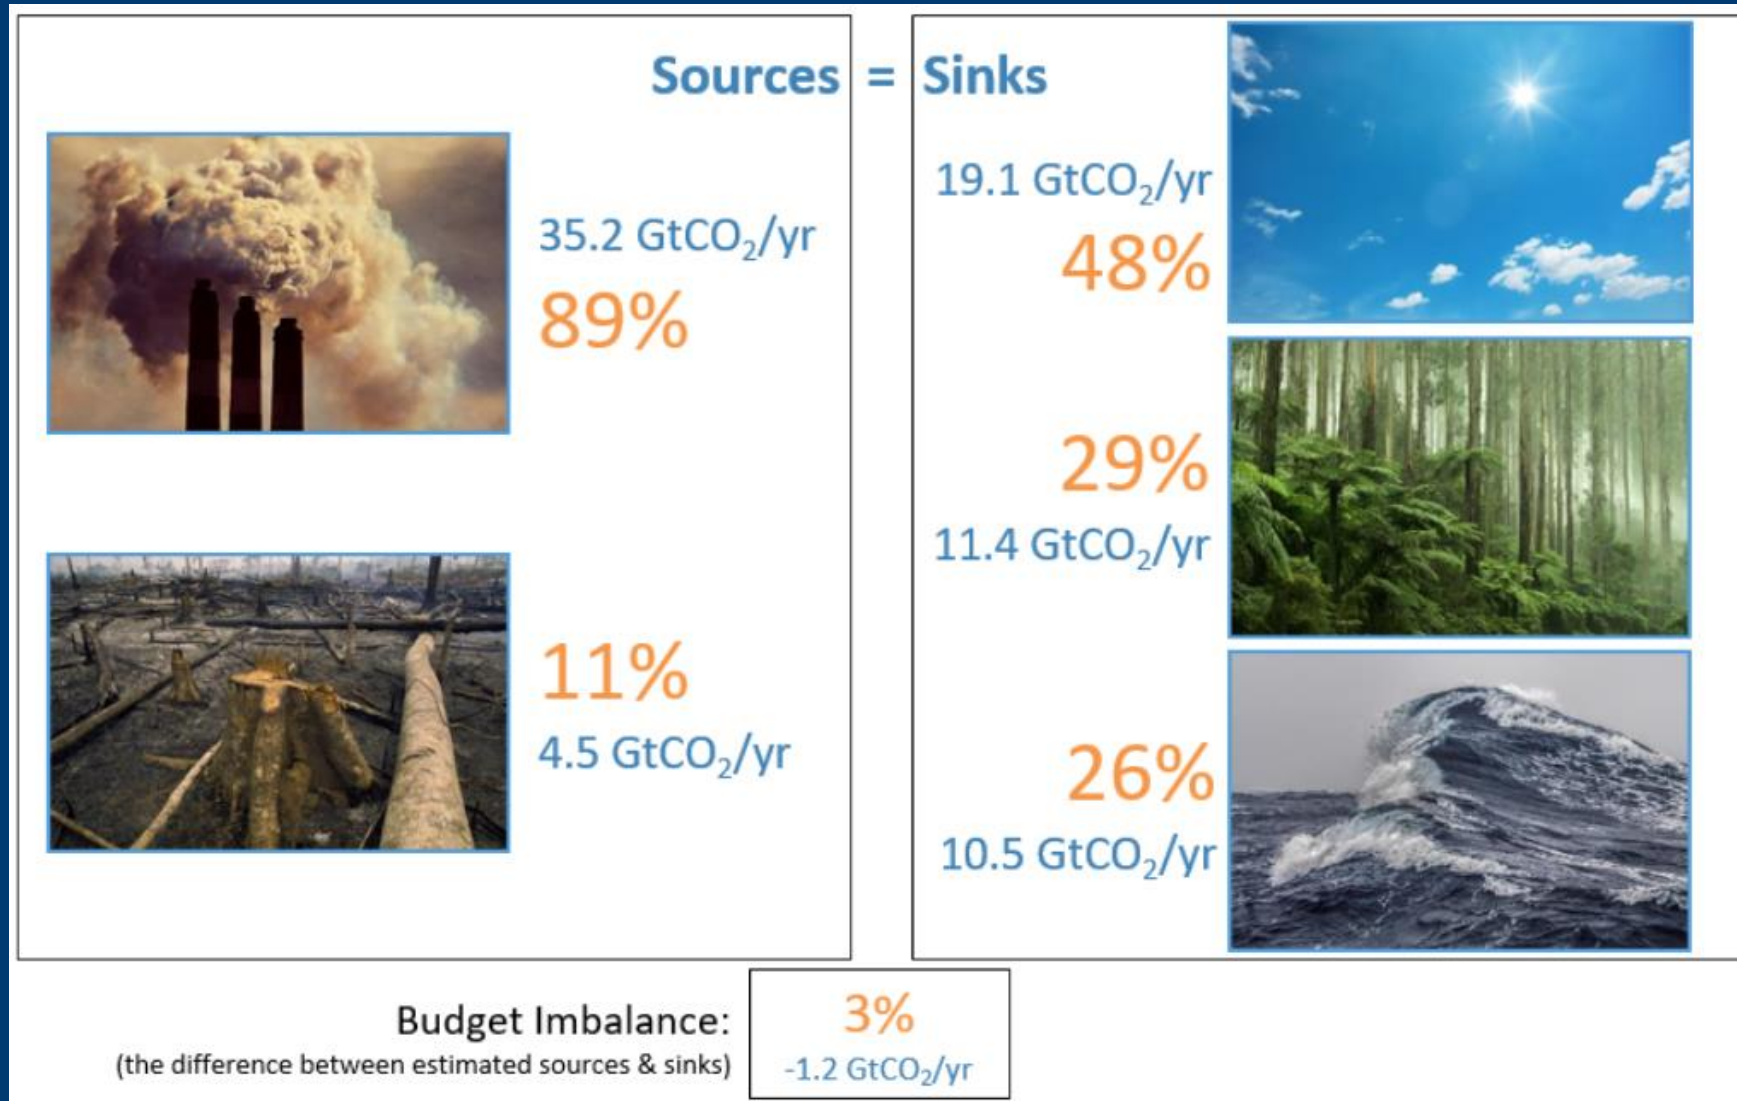 Sources = Sinks
35.2 GtCO₂/yr
89%
11%
4.5 GtCO₂/yr
19.1 GtCO₂/yr
48%
29%
11.4 GtCO₂/yr
26%
10.5 GtCO₂/yr
Budget Imbalance:
(the difference between estimated sources & sinks)
3%
-1.2 GtCO₂/yr